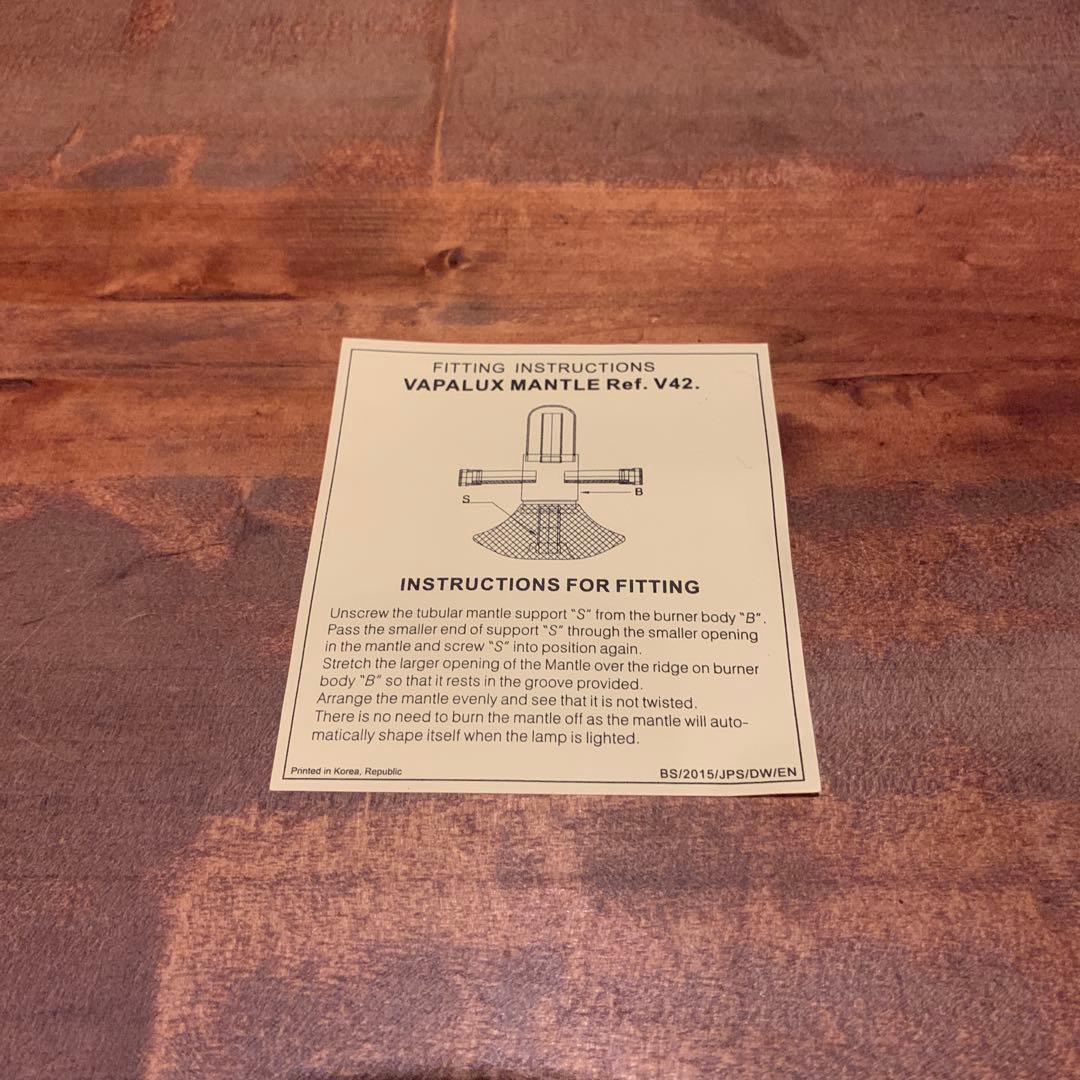 FITTING INSTRUCTIONS
VAPALUX MANTLE Ref. V42.
S
B
INSTRUCTIONS FOR FITTING
Unscrew the tubular mantle support "S" from the burner body "B".
Pass the smaller end of support "S" through the smaller opening
in the mantle and screw "S" into position again.
Stretch the larger opening of the Mantle over the ridge on burner
body "B" so that it rests in the groove provided.
Arrange the mantle evenly and see that it is not twisted.
There is no need to burn the mantle off as the mantle will auto-
matically shape itself when the lamp is lighted.
Printed in Korea, Republic
BS/2015/JPS/DW/EN